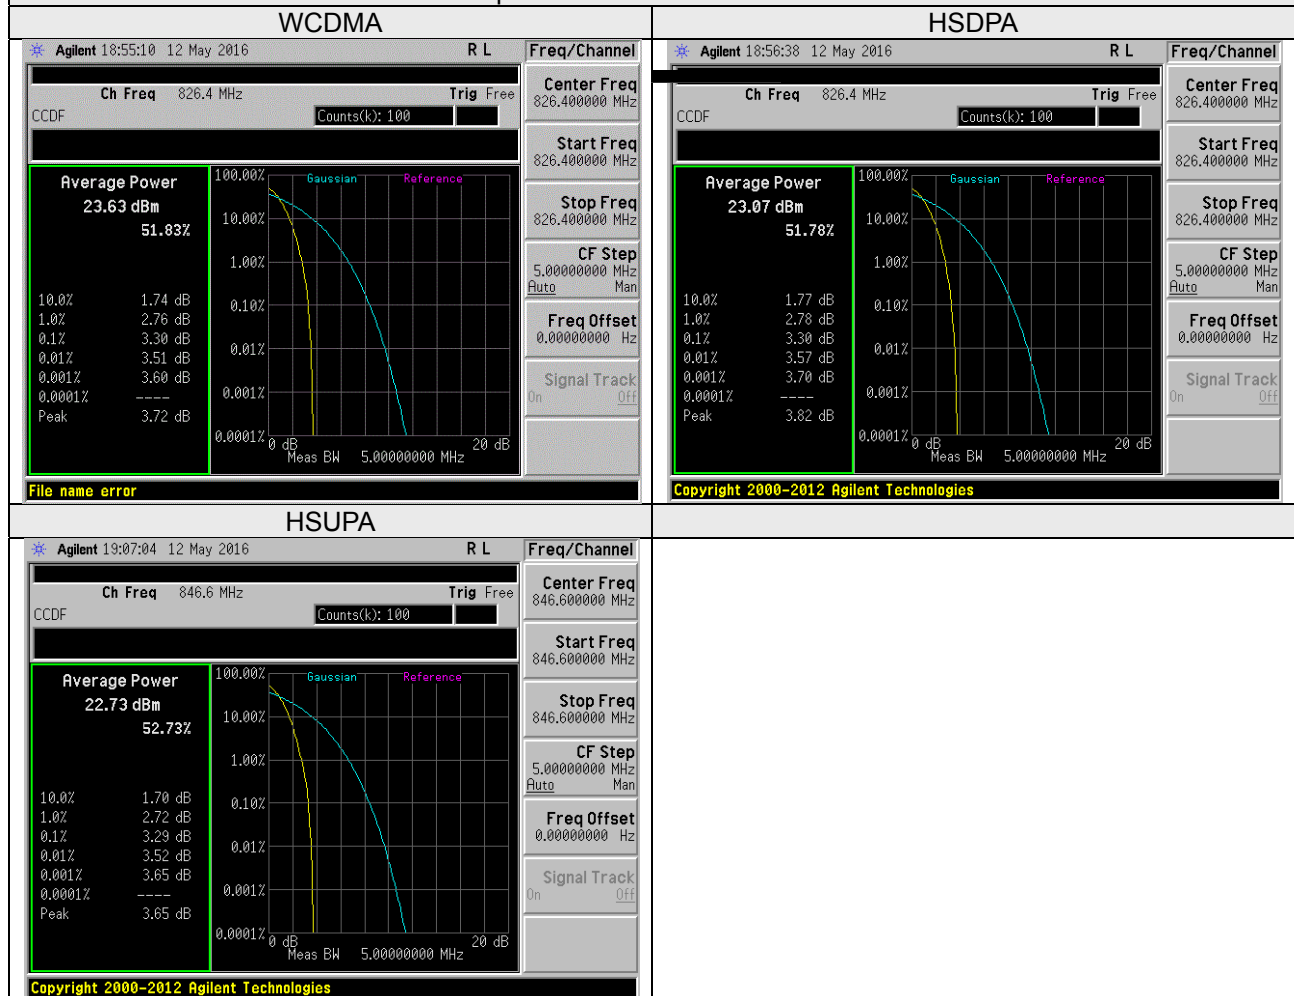 WCDMA
HSDPA
Agilent 18:55:10 12 May 2016
R L
Freq/Channel
Ch Freq 826.4 MHz
Trig Free
CCDF
Counts(k): 100
Average Power
23.63 dBm
51.83%
10.0% 1.74 dB
1.0% 2.76 dB
0.1% 3.30 dB
0.01% 3.51 dB
0.001% 3.60 dB
0.0001% ----
Peak 3.72 dB
Gaussian
Reference
100.00%
10.00%
1.00%
0.10%
0.01%
0.001%
0.0001%
0 dB
20 dB
Meas BW 5.00000000 MHz
Center Freq
826.400000 MHz
Start Freq
826.400000 MHz
Stop Freq
826.400000 MHz
CF Step
5.00000000 MHz
Auto Man
Freq Offset
0.00000000 Hz
Signal Track
On Off
File name error
Agilent 18:56:38 12 May 2016
R L
Freq/Channel
Ch Freq 826.4 MHz
Trig Free
CCDF
Counts(k): 100
Average Power
23.07 dBm
51.78%
10.0% 1.77 dB
1.0% 2.78 dB
0.1% 3.30 dB
0.01% 3.57 dB
0.001% 3.70 dB
0.0001% ----
Peak 3.82 dB
Gaussian
Reference
100.00%
10.00%
1.00%
0.10%
0.01%
0.001%
0.0001%
0 dB
20 dB
Meas BW 5.00000000 MHz
Center Freq
826.400000 MHz
Start Freq
826.400000 MHz
Stop Freq
826.400000 MHz
CF Step
5.00000000 MHz
Auto Man
Freq Offset
0.00000000 Hz
Signal Track
On Off
Copyright 2000-2012 Agilent Technologies
HSUPA
Agilent 19:07:04 12 May 2016
R L
Freq/Channel
Ch Freq 846.6 MHz
Trig Free
CCDF
Counts(k): 100
Average Power
22.73 dBm
52.73%
10.0% 1.70 dB
1.0% 2.72 dB
0.1% 3.29 dB
0.01% 3.52 dB
0.001% 3.65 dB
0.0001% ----
Peak 3.65 dB
Gaussian
Reference
100.00%
10.00%
1.00%
0.10%
0.01%
0.001%
0.0001%
0 dB
20 dB
Meas BW 5.00000000 MHz
Center Freq
846.600000 MHz
Start Freq
846.600000 MHz
Stop Freq
846.600000 MHz
CF Step
5.00000000 MHz
Auto Man
Freq Offset
0.00000000 Hz
Signal Track
On Off
Copyright 2000-2012 Agilent Technologies